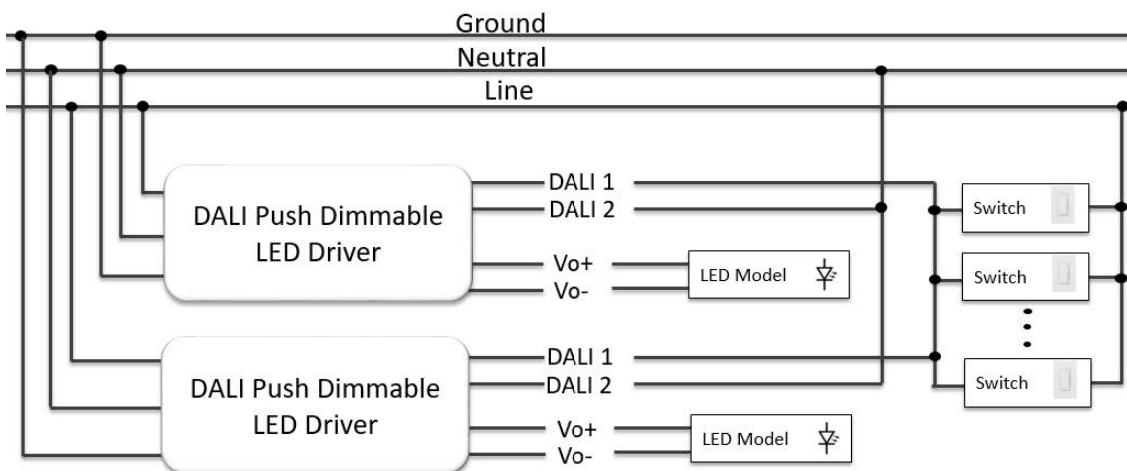 Ground
Neutral
Line
DALI Push Dimmable
LED Driver
DALI 1
DALI 2
Vo+
Vo-
LED Model
Switch
Switch
Switch
DALI Push Dimmable
LED Driver
DALI 1
DALI 2
Vo+
Vo-
LED Model